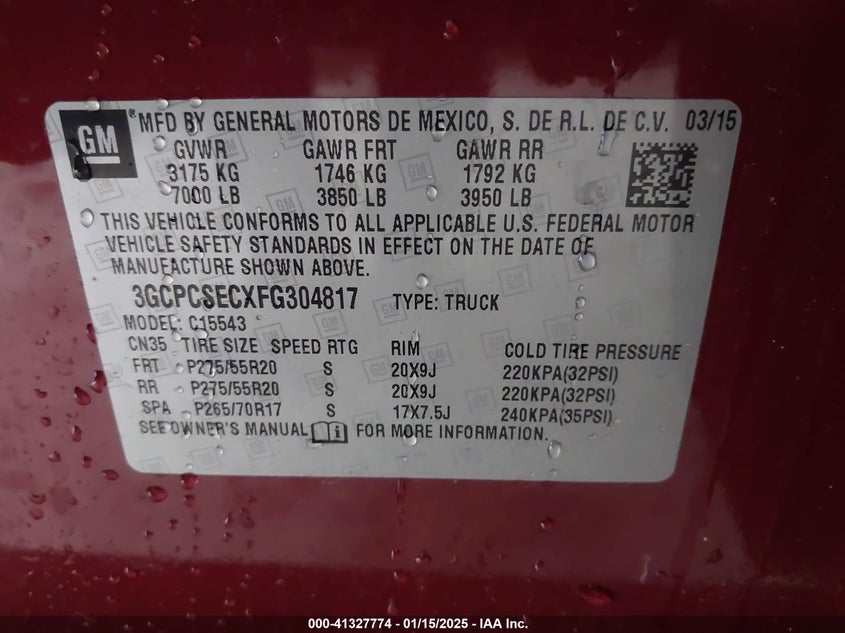 GM
® MFD BY GENERAL MOTORS DE MEXICO, S. DE R.L. DE C.V. 03/15
GVWR GAWR FRT GAWR RR
3175 KG 1746 KG 1792 KG
7000 LB 3850 LB 3950 LB
THIS VEHICLE CONFORMS TO ALL APPLICABLE U.S. FEDERAL MOTOR
VEHICLE SAFETY STANDARDS IN EFFECT ON THE DATE OF
MANUFACTURE SHOWN ABOVE.
3GCPCSECXFG304817 TYPE: TRUCK
MODEL: C15543
CN35 TIRE SIZE SPEED RTG RIM COLD TIRE PRESSURE
FRT P275/55R20 S 20X9J 220KPA(32PSI)
RR P275/55R20 S 20X9J 220KPA(32PSI)
SPA P265/70R17 S 17X7.5J 240KPA(35PSI)
SEE OWNER'S MANUAL i FOR MORE INFORMATION.
000-41327774 - 01/15/2025 - IAA Inc.